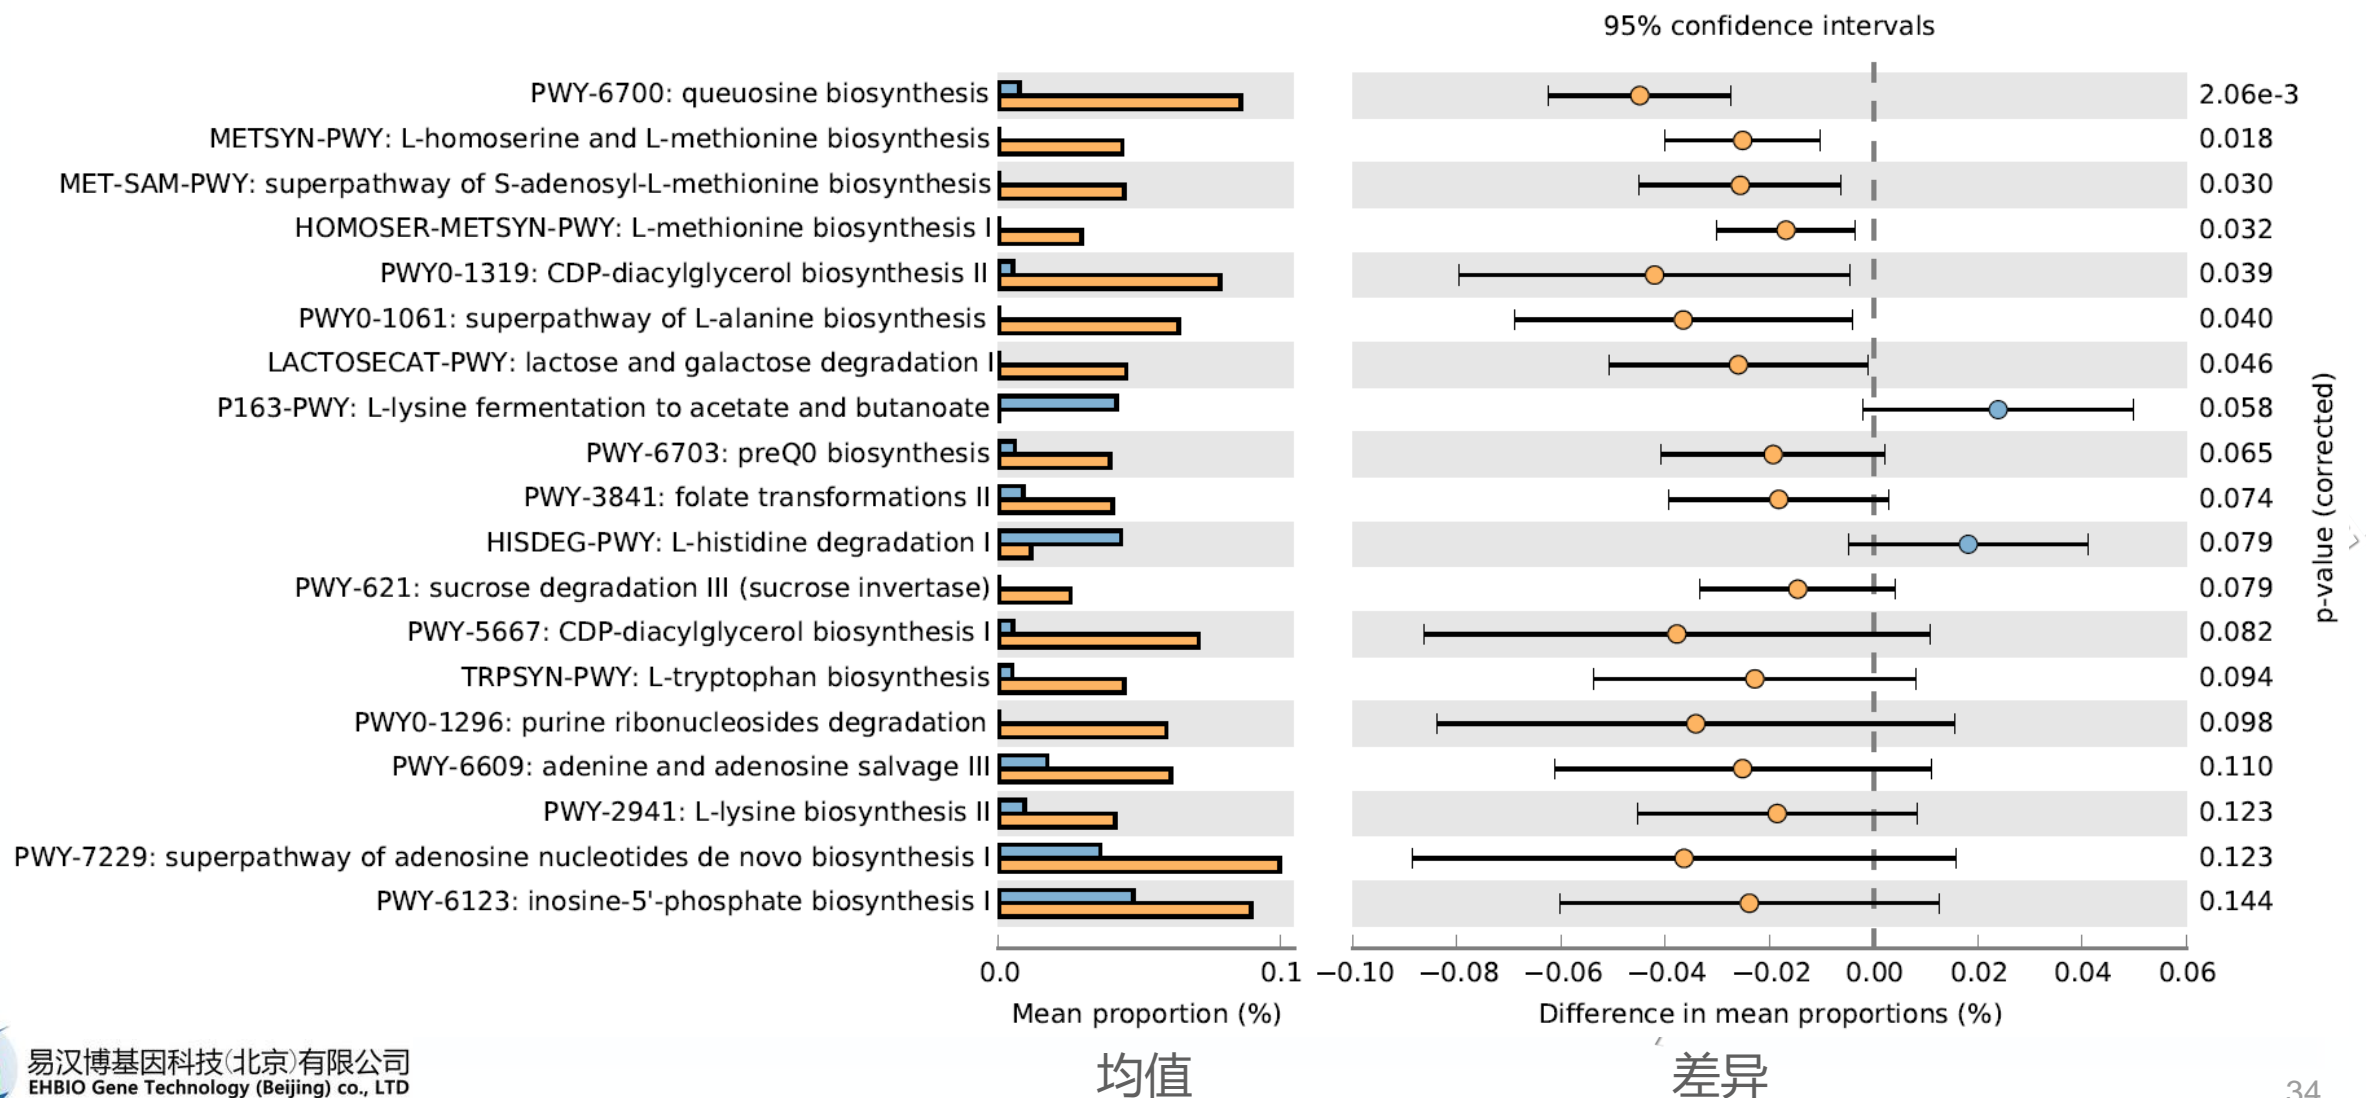 95% confidence intervals
PWY-6700: queuosine biosynthesis 2.06e-3
METSYN-PWY: L-homoserine and L-methionine biosynthesis 0.018
MET-SAM-PWY: superpathway of S-adenosyl-L-methionine biosynthesis 0.030
HOMOSER-METSYN-PWY: L-methionine biosynthesis I 0.032
PWY0-1319: CDP-diacylglycerol biosynthesis II 0.039
PWY0-1061: superpathway of L-alanine biosynthesis 0.040
LACTOSECAT-PWY: lactose and galactose degradation I 0.046
P163-PWY: L-lysine fermentation to acetate and butanoate 0.058
PWY-6703: preQ0 biosynthesis 0.065
PWY-3841: folate transformations II 0.074
HISDEG-PWY: L-histidine degradation I 0.079
PWY-621: sucrose degradation III (sucrose invertase) 0.079
PWY-5667: CDP-diacylglycerol biosynthesis I 0.082
TRPSYN-PWY: L-tryptophan biosynthesis 0.094
PWY0-1296: purine ribonucleosides degradation 0.098
PWY-6609: adenine and adenosine salvage III 0.110
PWY-2941: L-lysine biosynthesis II 0.123
PWY-7229: superpathway of adenosine nucleotides de novo biosynthesis I 0.123
PWY-6123: inosine-5'-phosphate biosynthesis I 0.144
p-value (corrected)
0.0 0.1 −0.10 −0.08 −0.06 −0.04 −0.02 0.00 0.02 0.04 0.06
Mean proportion (%) Difference in mean proportions (%)
均值 差异
易汉博基因科技(北京)有限公司
EHBIO Gene Technology (Beijing) co., LTD
34